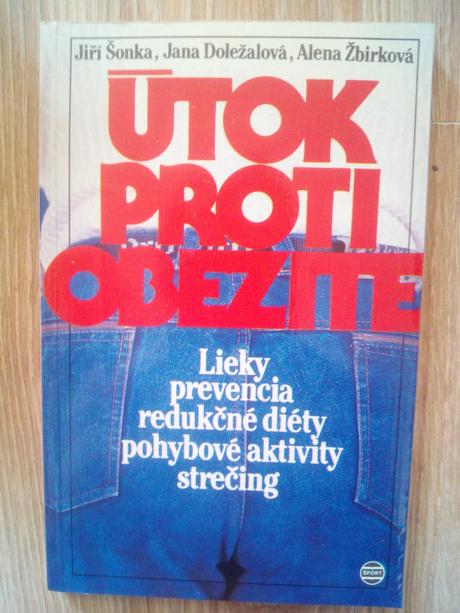 Jiří Šonka, Jana Doležalová, Alena Žbirková
ÚTOK
PROTI
OBEZITE
Lieky
prevencia
redukčné diéty
pohybové aktivity
strečing
ŠPORT